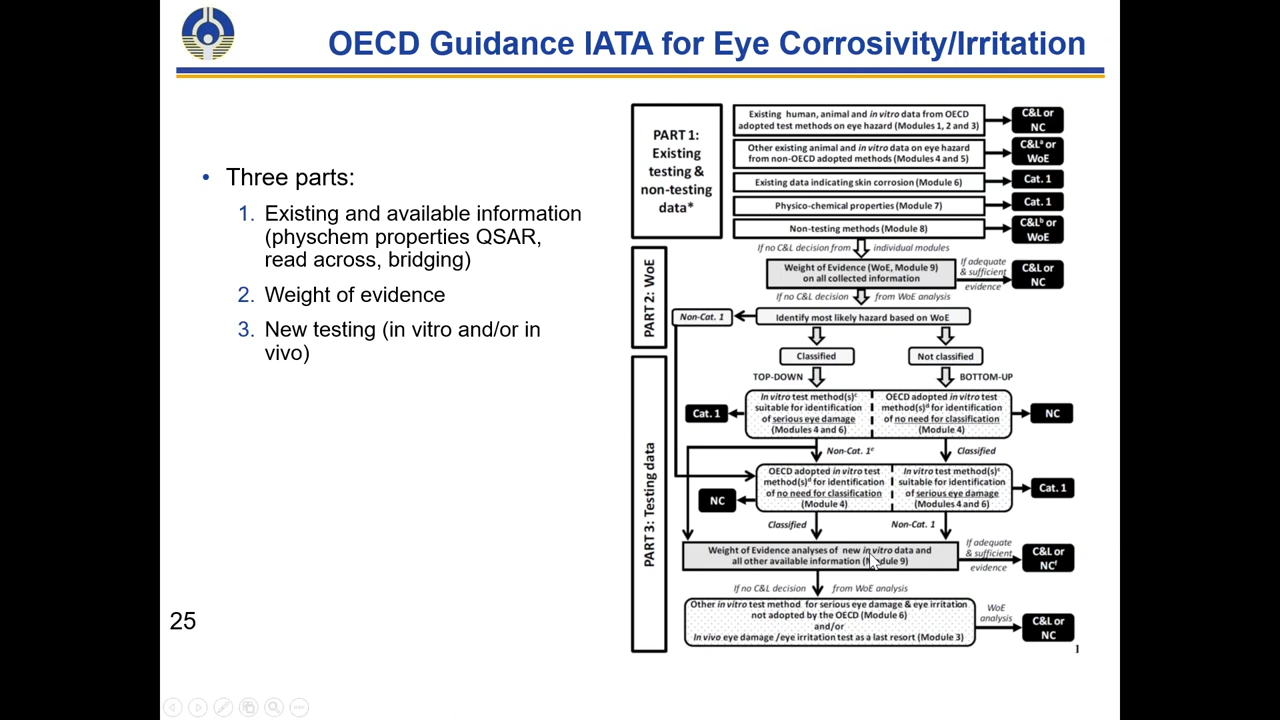 OECD Guidance IATA for Eye Corrosivity/Irritation
• Three parts:
1. Existing and available information
(physchem properties QSAR,
read across, bridging)
2. Weight of evidence
3. New testing (in vitro and/or in
vivo)
25
PART 1:
Existing
testing &
non-testing
data*
Existing human, animal and in vitro data from OECD
adopted test methods on eye hazard (Modules 1, 2 and 3)
C&L or
NC
Other existing animal and in vitro data on eye hazard
from non-OECD adopted methods (Modules 4 and 5)
C&Lᵃ or
WoE
Existing data indicating skin corrosion (Module 6)
Cat. 1
Physico-chemical properties (Module 7)
Cat. 1
Non-testing methods (Module 8)
C&Lᵇ or
WoE
If no C&L decision from individual modules
PART 2: WoE
Weight of Evidence (WoE, Module 9)
on all collected information
If adequate
& sufficient
evidence
C&L or
NC
If no C&L decision from WoE analysis
Non-Cat. 1
Identify most likely hazard based on WoE
Classified
Not classified
TOP-DOWN
BOTTOM-UP
PART 3: Testing data
Cat. 1
In vitro test method(s)ᶜ
suitable for identification
of serious eye damage
(Modules 4 and 6)
OECD adopted in vitro test
method(s)ᵈ for identification
of no need for classification
(Module 4)
NC
Non-Cat. 1ᵉ
Classified
NC
OECD adopted in vitro test
method(s)ᵈ for identification
of no need for classification
(Module 4)
In vitro test method(s)ᶜ
suitable for identification
of serious eye damage
(Modules 4 and 6)
Cat. 1
Classified
Non-Cat. 1
Weight of Evidence analyses of new in vitro data and
all other available information (Module 9)
If adequate
& sufficient
evidence
C&L or
NCᶠ
If no C&L decision from WoE analysis
Other in vitro test method for serious eye damage & eye irritation
not adopted by the OECD (Module 6)
and/or
In vivo eye damage /eye irritation test as a last resort (Module 3)
WoE
analysis
C&L or
NC